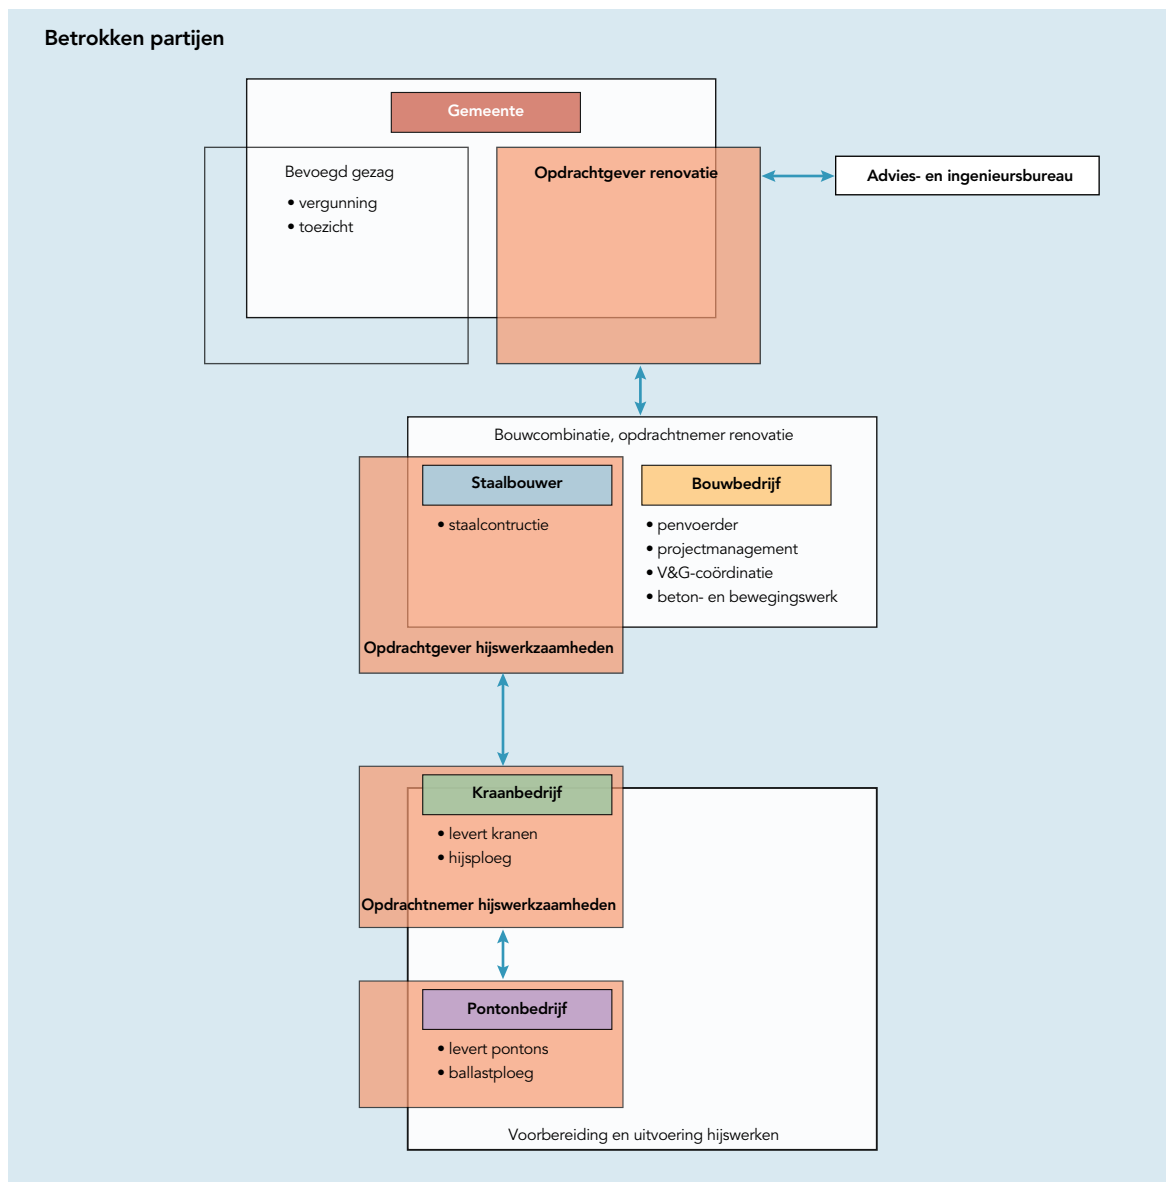 Betrokken partijen
Gemeente
Bevoegd gezag
• vergunning
• toezicht
Opdrachtgever renovatie
Advies- en ingenieursbureau
Bouwcombinatie, opdrachtnemer renovatie
Staalbouwer
• staalcontructie
Opdrachtgever hijswerkzaamheden
Bouwbedrijf
• penvoerder
• projectmanagement
• V&G-coördinatie
• beton- en bewegingswerk
Kraanbedrijf
• levert kranen
• hijsploeg
Opdrachtnemer hijswerkzaamheden
Pontonbedrijf
• levert pontons
• ballastploeg
Voorbereiding en uitvoering hijswerken